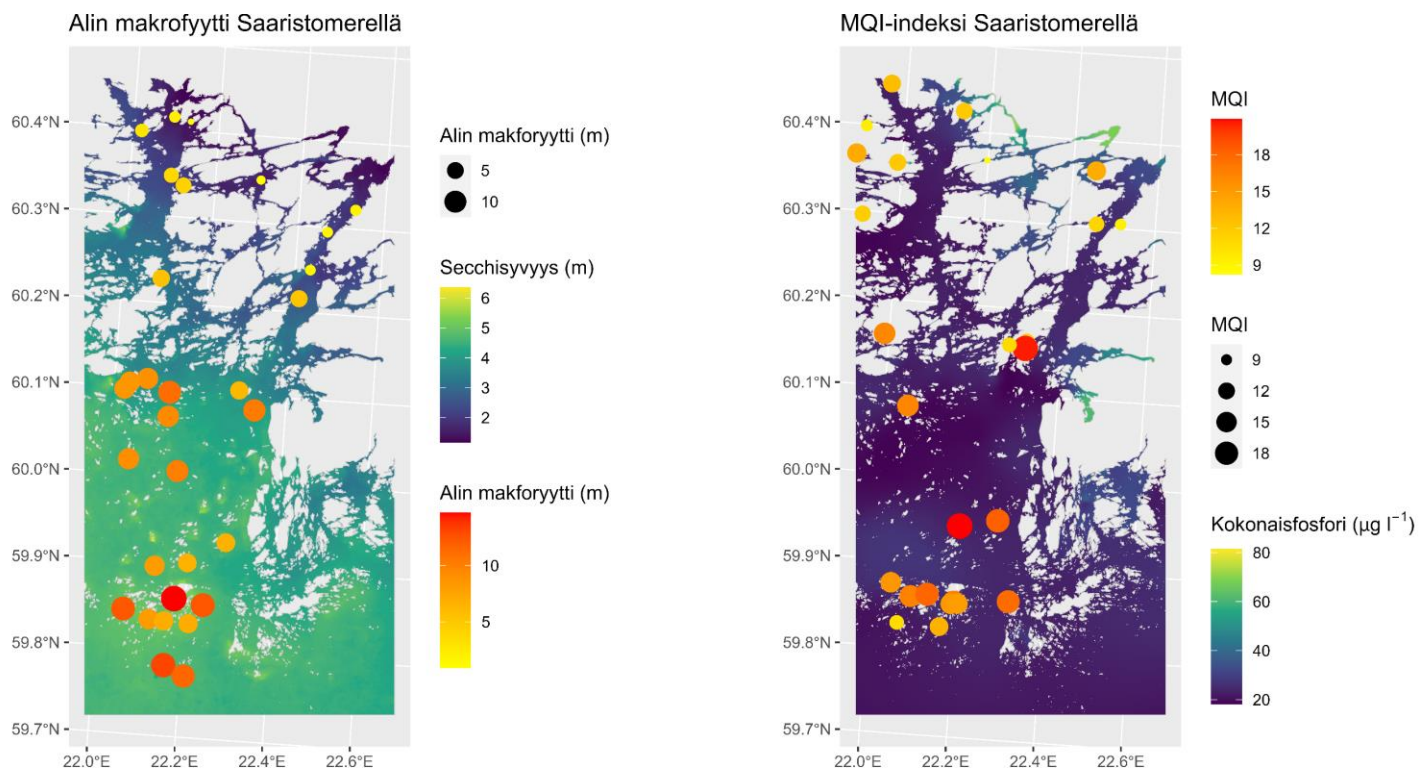 Alin makrofyytti Saaristomerellä
60.4°N
60.3°N
60.2°N
60.1°N
60.0°N
59.9°N
59.8°N
59.7°N
22.0°E 22.2°E 22.4°E 22.6°E
Alin makforyytti (m)
5
10
Secchisyvyys (m)
6
5
4
3
2
Alin makforyytti (m)
10
5
MQI-indeksi Saaristomerellä
60.4°N
60.3°N
60.2°N
60.1°N
60.0°N
59.9°N
59.8°N
59.7°N
22.0°E 22.2°E 22.4°E 22.6°E
MQI
18
15
12
9
MQI
9
12
15
18
Kokonaisfosfori (μg l⁻¹)
80
60
40
20